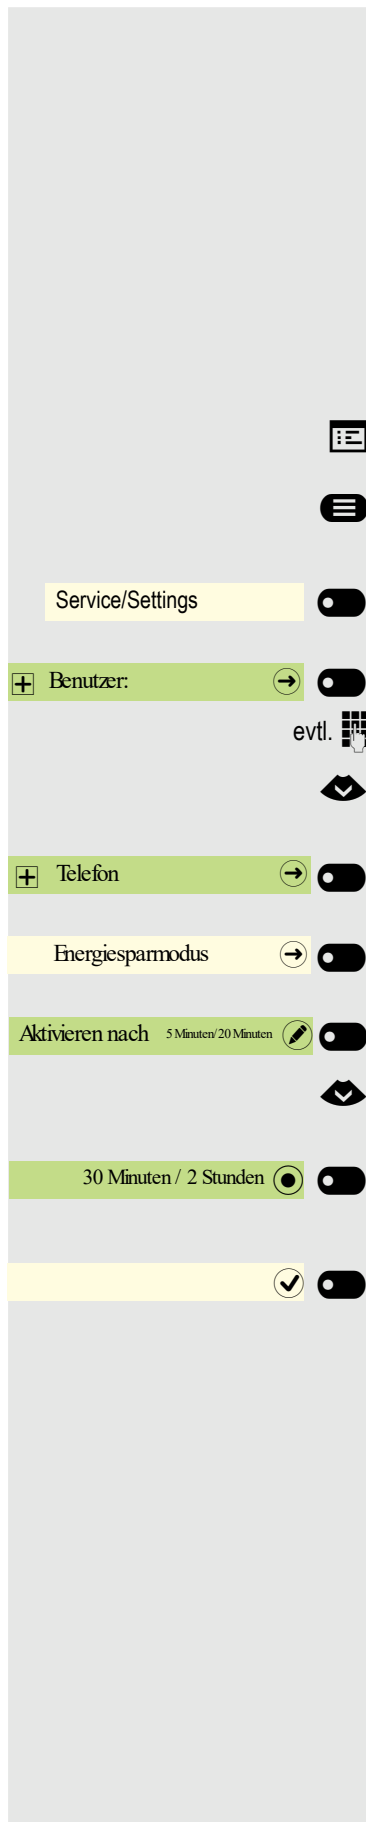 Service/Settings
Benutzer:
evtl.
Telefon
Energiesparmodus
Aktivieren nach 5 Minuten/20 Minuten
30 Minuten / 2 Stunden